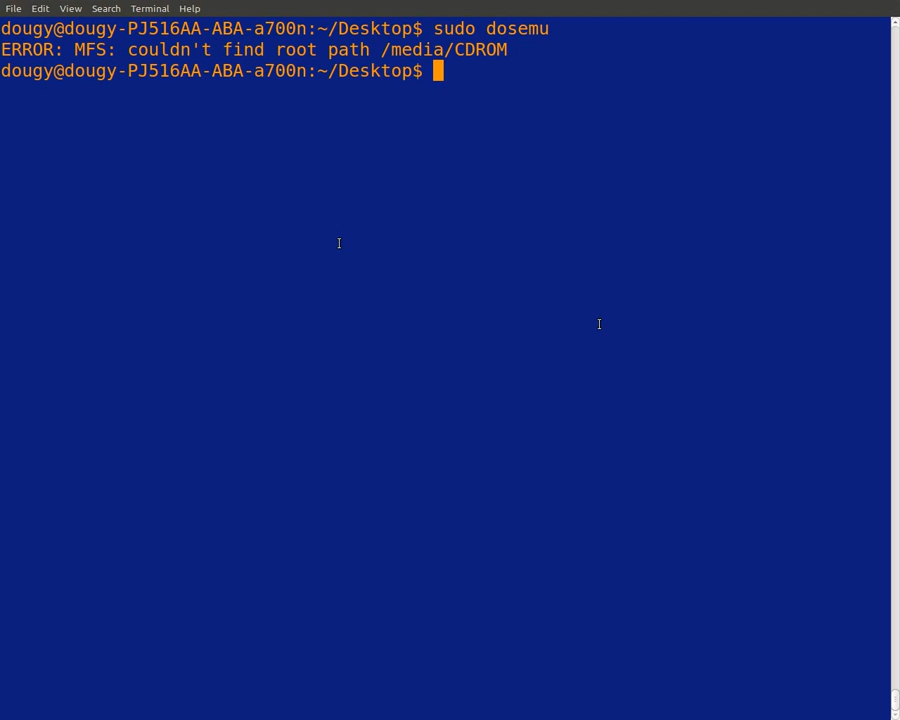 File Edit View Search Terminal Help
dougy@dougy-PJ516AA-ABA-a700n:~/Desktop$ sudo dosemu
ERROR: MFS: couldn't find root path /media/CDROM
dougy@dougy-PJ516AA-ABA-a700n:~/Desktop$